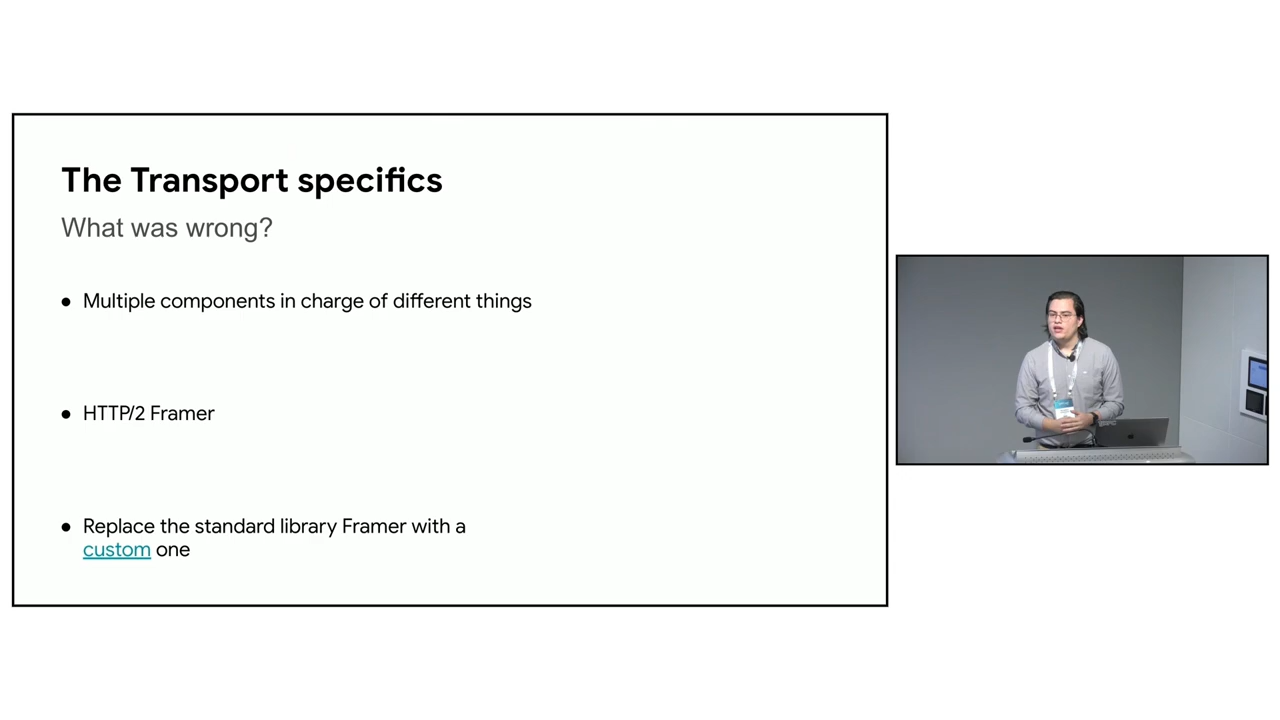 The Transport specifics
What was wrong?
● Multiple components in charge of different things
● HTTP/2 Framer
● Replace the standard library Framer with a
custom one